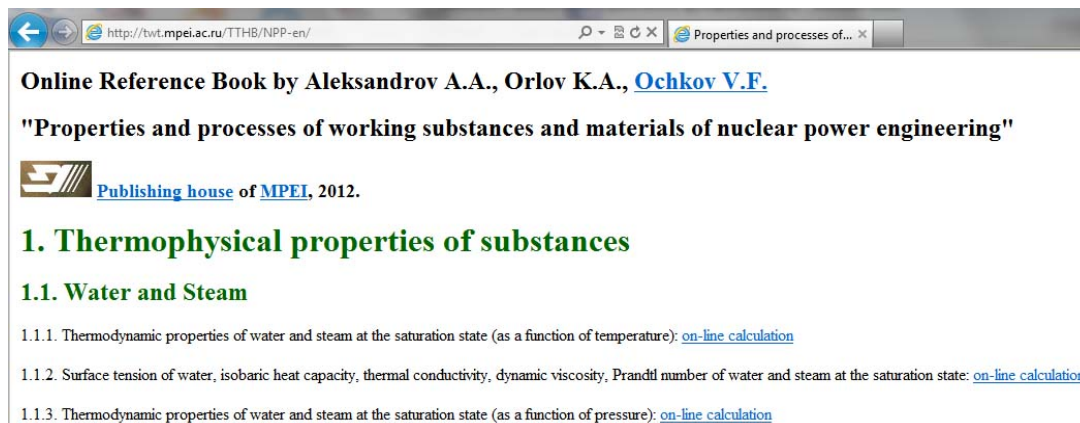 http://twt.mpei.ac.ru/TTHB/NPP-en/
Properties and processes of...
Online Reference Book by Aleksandrov A.A., Orlov K.A., Ochkov V.F.
"Properties and processes of working substances and materials of nuclear power engineering"
Publishing house of MPEI, 2012.
1. Thermophysical properties of substances
1.1. Water and Steam
1.1.1. Thermodynamic properties of water and steam at the saturation state (as a function of temperature): on-line calculation
1.1.2. Surface tension of water, isobaric heat capacity, thermal conductivity, dynamic viscosity, Prandtl number of water and steam at the saturation state: on-line calculation
1.1.3. Thermodynamic properties of water and steam at the saturation state (as a function of pressure): on-line calculation